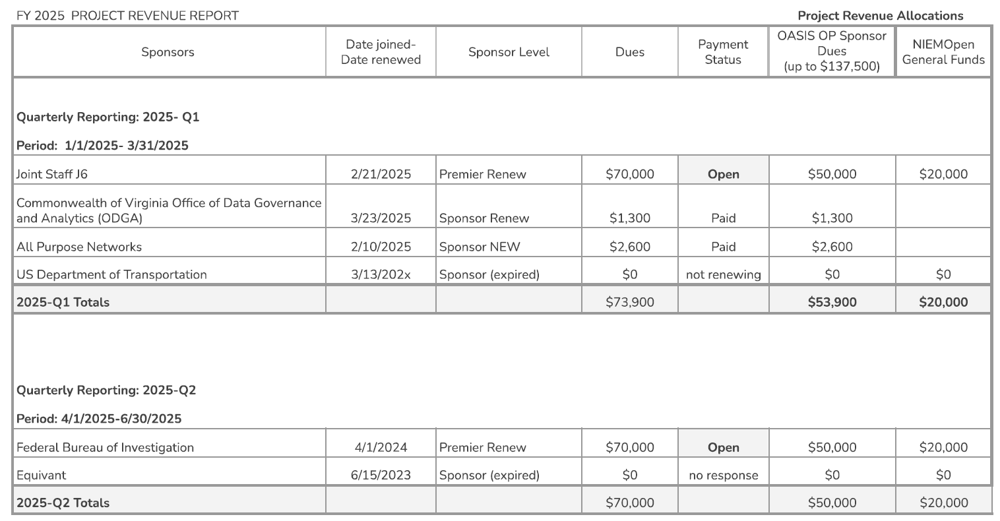 FY 2025 PROJECT REVENUE REPORT
Project Revenue Allocations
Sponsors
Date joined-
Date renewed
Sponsor Level
Dues
Payment
Status
OASIS OP Sponsor
Dues
(up to $137,500)
NIEMOpen
General Funds
Quarterly Reporting: 2025- Q1
Period: 1/1/2025- 3/31/2025
Joint Staff J6 2/21/2025 Premier Renew $70,000 Open $50,000 $20,000
Commonwealth of Virginia Office of Data Governance
and Analytics (ODGA) 3/23/2025 Sponsor Renew $1,300 Paid $1,300
All Purpose Networks 2/10/2025 Sponsor NEW $2,600 Paid $2,600
US Department of Transportation 3/13/202x Sponsor (expired) $0 not renewing $0 $0
2025-Q1 Totals $73,900 $53,900 $20,000
Quarterly Reporting: 2025-Q2
Period: 4/1/2025-6/30/2025
Federal Bureau of Investigation 4/1/2024 Premier Renew $70,000 Open $50,000 $20,000
Equivant 6/15/2023 Sponsor (expired) $0 no response $0 $0
2025-Q2 Totals $70,000 $50,000 $20,000